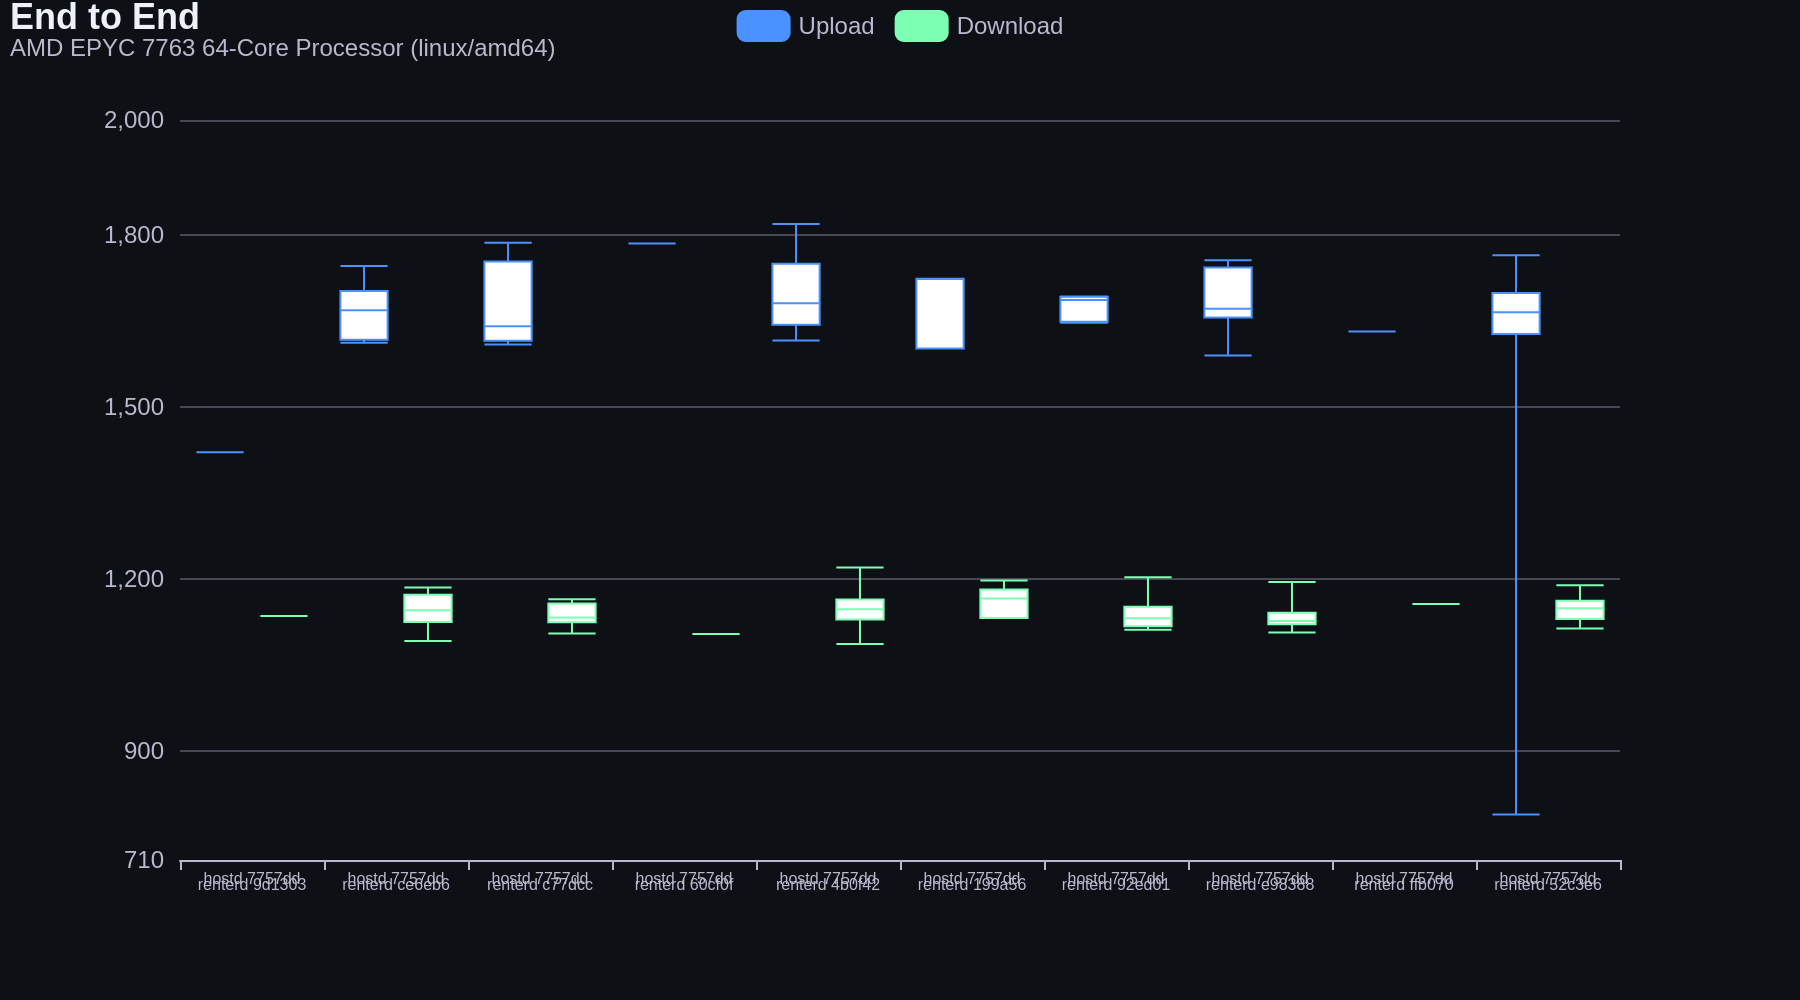 End to End
AMD EPYC 7763 64-Core Processor (linux/amd64)
Upload
Download
2,000
1,800
1,500
1,200
900
710
hostd 7757dd
renterd 9d1303
hostd 7757dd
renterd ce6eb6
hostd 7757dd
renterd c77dcc
hostd 7757dd
renterd 60cf0f
hostd 7757dd
renterd 4b0f42
hostd 7757dd
renterd 199a56
hostd 7757dd
renterd 92ed01
hostd 7757dd
hostd 7757dd
renterd ffb070
hostd 7757dd
renterd 52c3e6